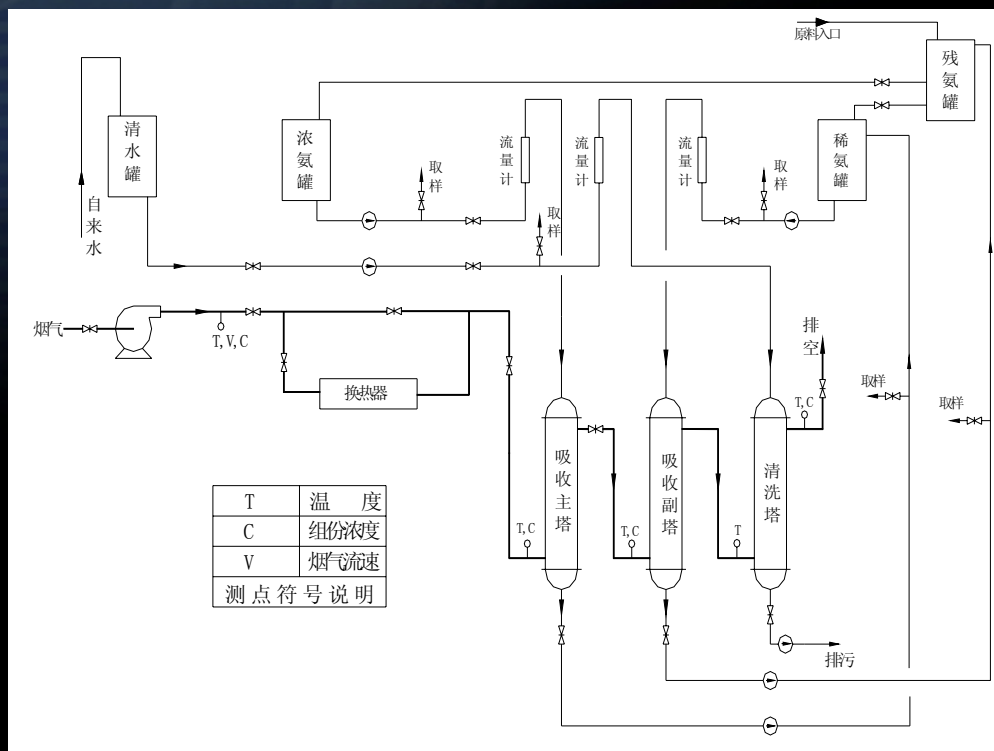 原料入口
残氨罐
清水罐
浓氨罐
流量计
流量计
流量计
稀氨罐
取样
取样
取样
自来水
烟气
T,V,C
换热器
排空
取样
取样
T,C
吸收主塔
吸收副塔
清洗塔
T,C
T,C
T
T 温度
C 组份浓度
V 烟气流速
测点符号说明
排污